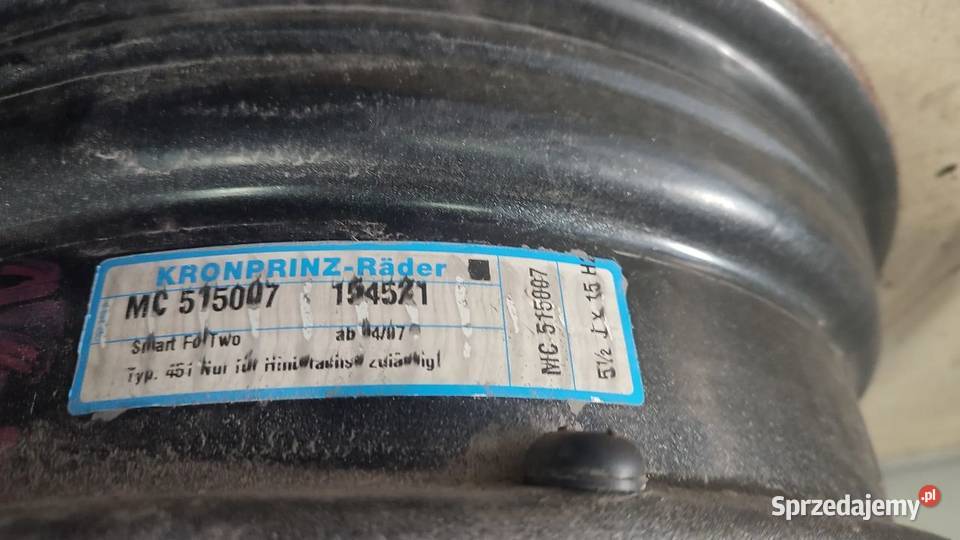 KRONPRINZ-Räder
MC 515007 194521
Smart ForTwo ab 04/07
Typ. 451 Nur für Hinterachse zulässig!
MC 515007
5½ J x 15 H2
Sprzedajemy.pl